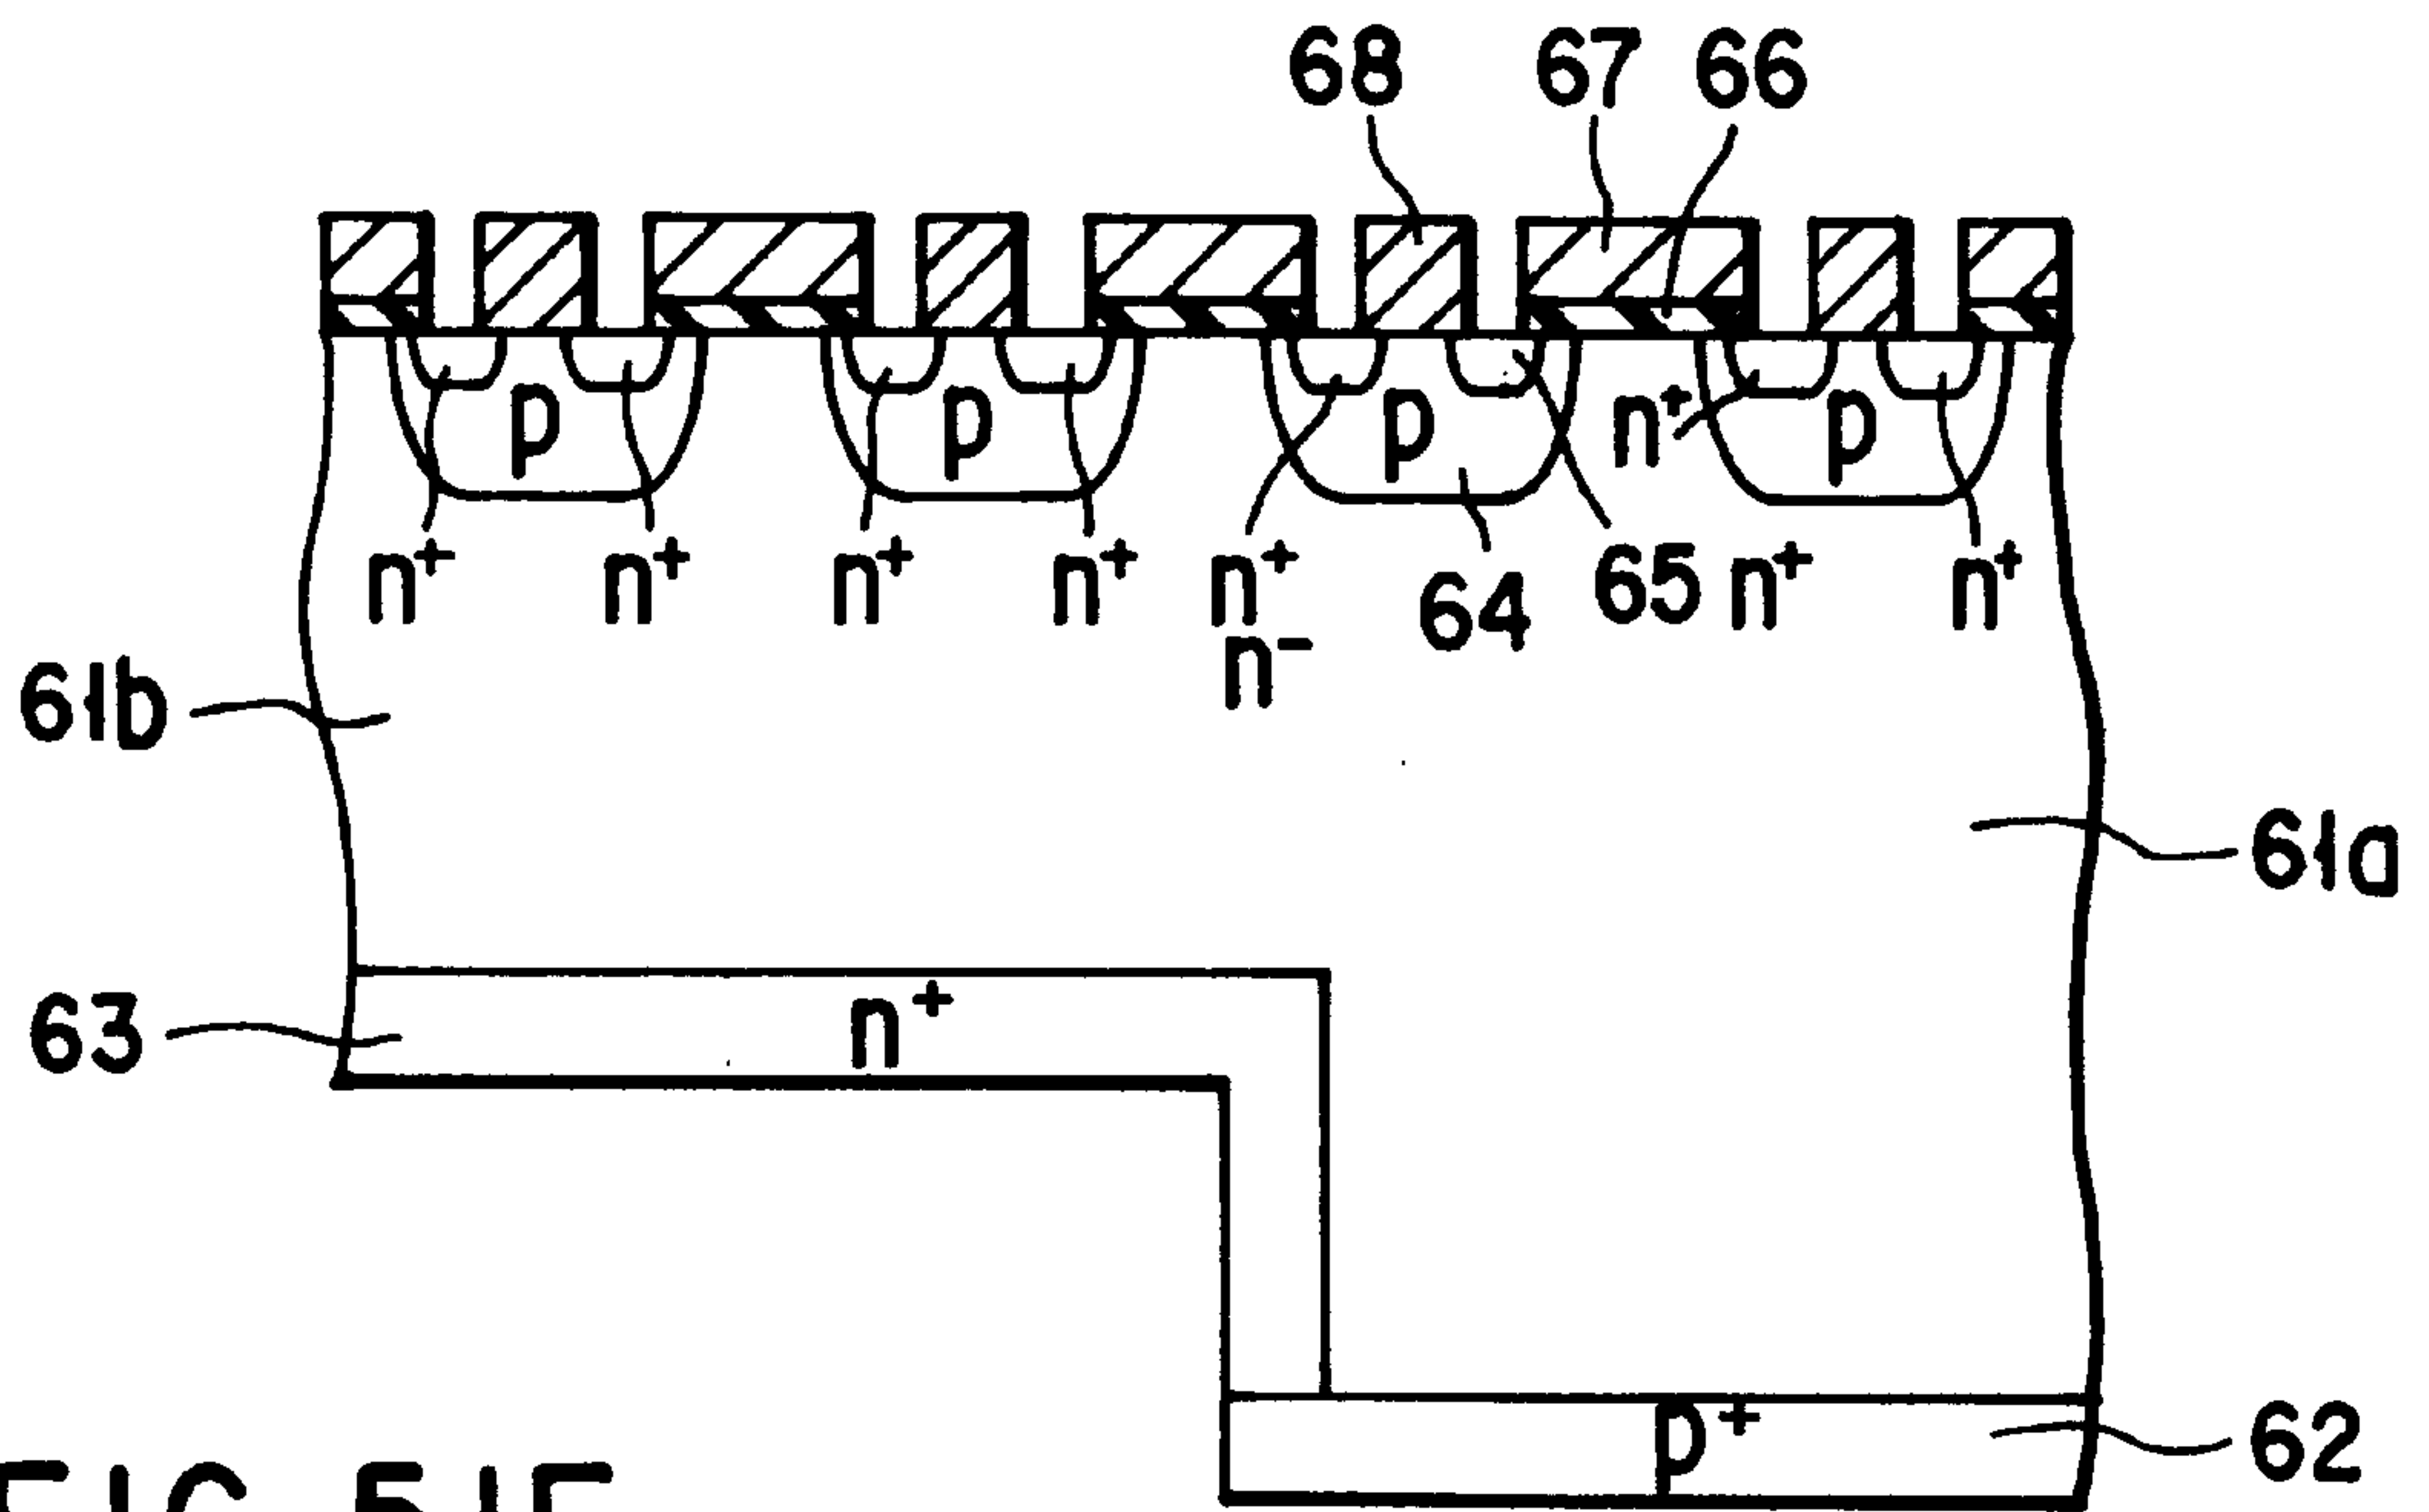 68 67 66
p p p n⁺ p
n⁺ n⁺ n⁺ n⁺ n⁺ 64 65 n⁺ n⁺
n⁻
61b
61a
63 n⁺
p⁺ 62